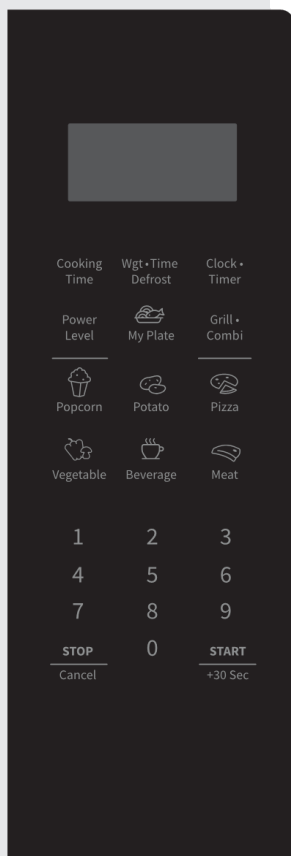 Cooking Time
Wgt•Time Defrost
Clock• Timer
Power Level
My Plate
Grill• Combi
Popcorn
Potato
Pizza
Vegetable
Beverage
Meat
1 2 3
4 5 6
7 8 9
STOP 0 START
Cancel +30 Sec